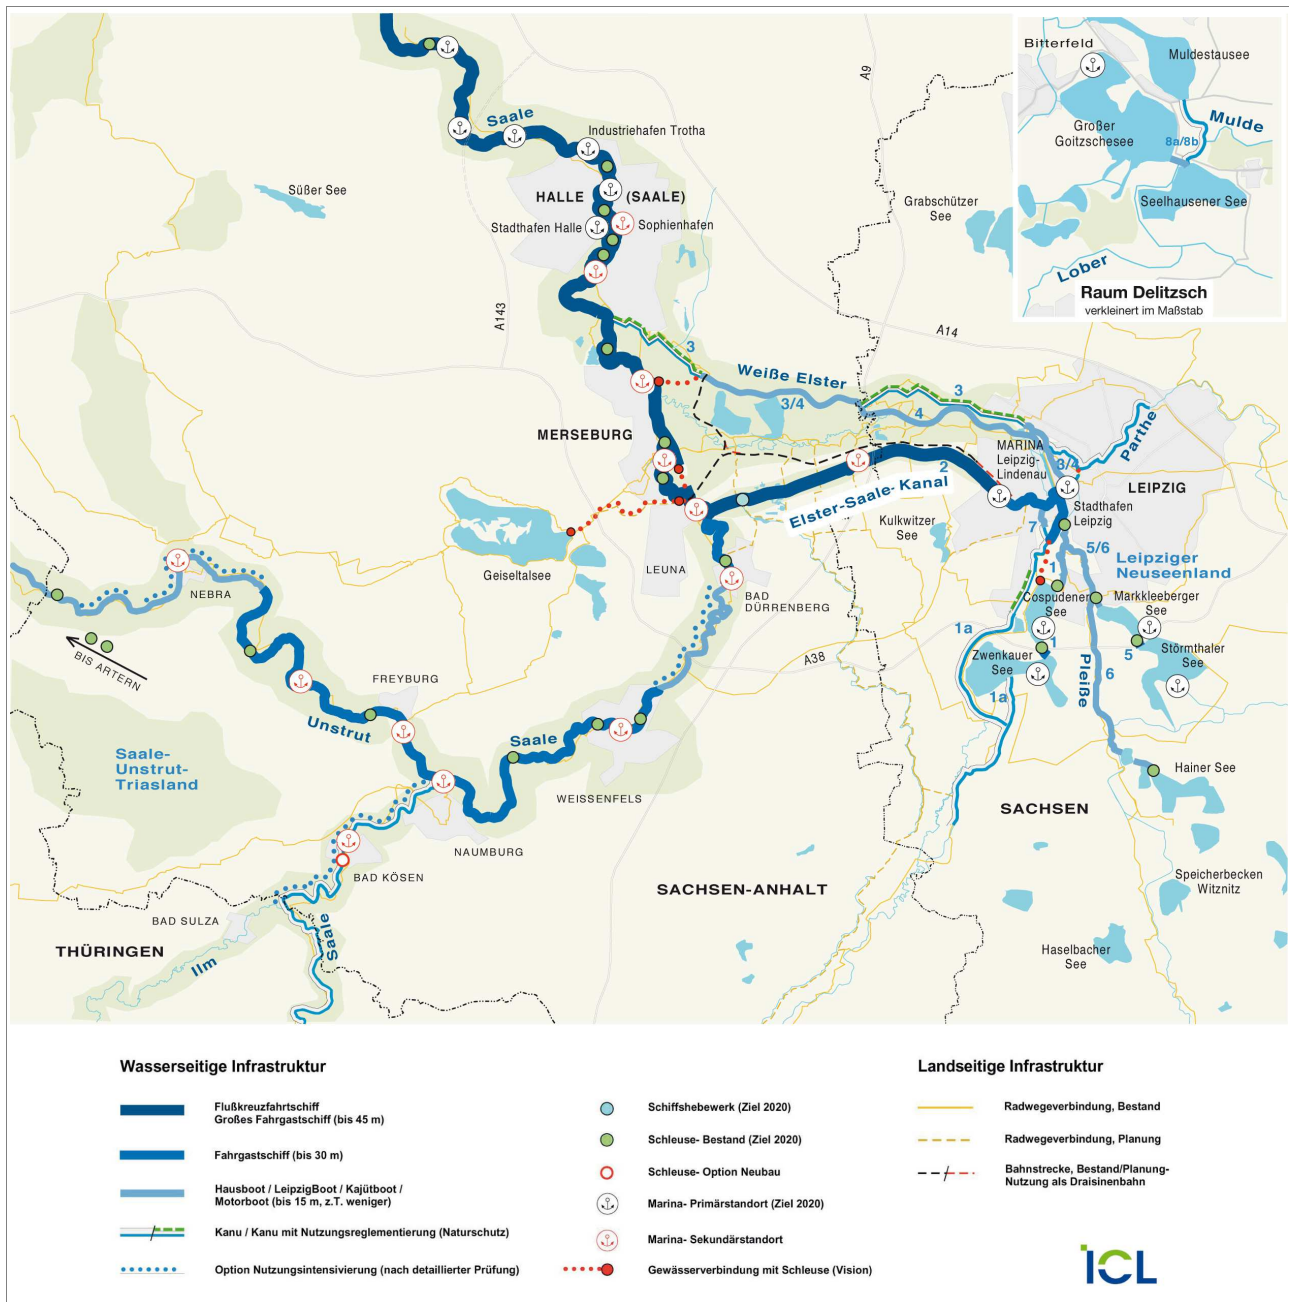 Saale
Industriehafen Trotha
Süßer See
HALLE (SAALE)
Stadthafen Halle
Sophienhafen
A9
Grabschützer
See
Bitterfeld
Muldestausee
Großer
Goitzschesee
Mulde
8a/8b
Seelhausener See
Lober
Raum Delitzsch
verkleinert im Maßstab
A143
A14
3
Weiße Elster
3/4
3
4
MERSEBURG
MARINA
Leipzig-
Lindenau
3/4
Parthe
LEIPZIG
2
Elster-Saale-Kanal
Stadthafen
Leipzig
Kulkwitzer
See
7
5/6
Leipziger
Neuseenland
Geiseltalsee
LEUNA
BAD
DÜRRENBERG
1
Cospudener
See
Markkleeberger
See
NEBRA
BIS ARTERN
A38
1a
1
Zwenkauer
See
1a
Pleiße
6
5
Störmthaler
See
FREYBURG
Unstrut
Saale
Saale-
Unstrut-
Triasland
WEISSENFELS
Hainer See
SACHSEN
NAUMBURG
BAD KÖSEN
SACHSEN-ANHALT
Speicherbecken
Witznitz
BAD SULZA
THÜRINGEN
Ilm
Saale
Haselbacher
See
Wasserseitige Infrastruktur
Flußkreuzfahrtschiff
Großes Fahrgastschiff (bis 45 m)
Fahrgastschiff (bis 30 m)
Hausboot / LeipzigBoot / Kajütboot /
Motorboot (bis 15 m, z.T. weniger)
Kanu / Kanu mit Nutzungsreglementierung (Naturschutz)
Option Nutzungsintensivierung (nach detaillierter Prüfung)
Schiffshebewerk (Ziel 2020)
Schleuse- Bestand (Ziel 2020)
Schleuse- Option Neubau
Marina- Primärstandort (Ziel 2020)
Marina- Sekundärstandort
Gewässerverbindung mit Schleuse (Vision)
Landseitige Infrastruktur
Radwegeverbindung, Bestand
Radwegeverbindung, Planung
Bahnstrecke, Bestand/Planung-
Nutzung als Draisinenbahn
ICL